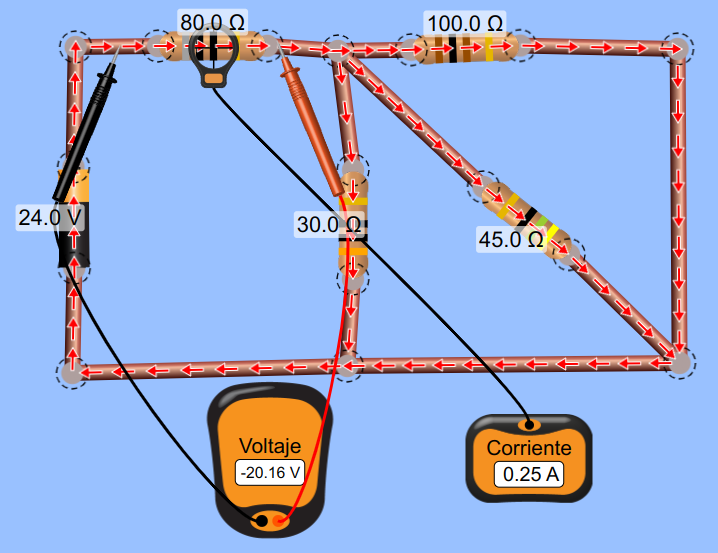 80.0 Ω
100.0 Ω
24.0 V
30.0 Ω
45.0 Ω
Voltaje
-20.16 V
Corriente
0.25 A